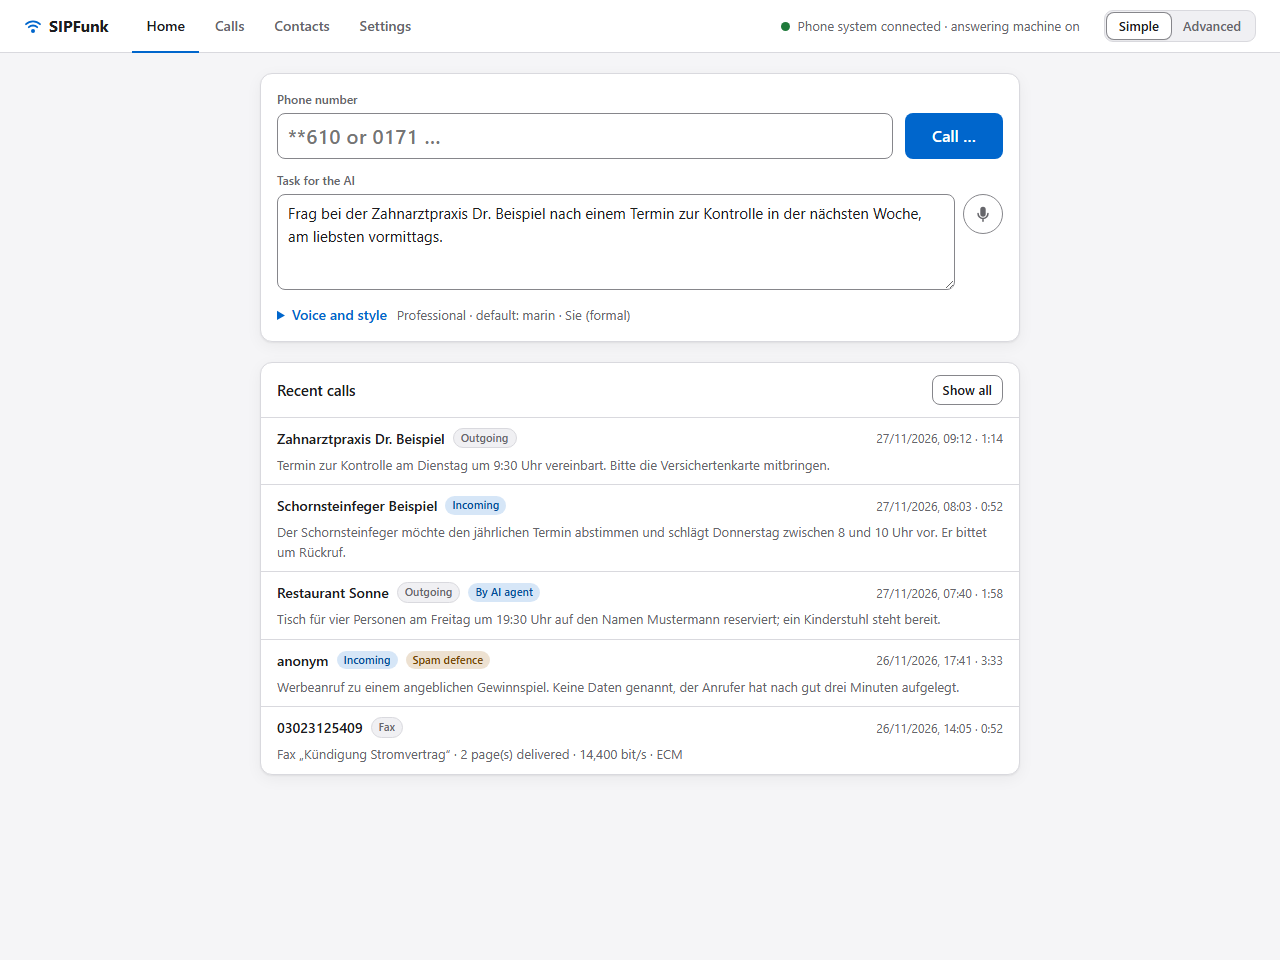 SIPFunk
Home
Calls
Contacts
Settings
Phone system connected · answering machine on
Simple
Advanced
Phone number
**610 or 0171 ...
Call ...
Task for the AI
Frag bei der Zahnarztpraxis Dr. Beispiel nach einem Termin zur Kontrolle in der nächsten Woche,
am liebsten vormittags.
Voice and style Professional · default: marin · Sie (formal)
Recent calls
Show all
Zahnarztpraxis Dr. Beispiel Outgoing 27/11/2026, 09:12 · 1:14
Termin zur Kontrolle am Dienstag um 9:30 Uhr vereinbart. Bitte die Versichertenkarte mitbringen.
Schornsteinfeger Beispiel Incoming 27/11/2026, 08:03 · 0:52
Der Schornsteinfeger möchte den jährlichen Termin abstimmen und schlägt Donnerstag zwischen 8 und 10 Uhr vor. Er bittet
um Rückruf.
Restaurant Sonne Outgoing By AI agent 27/11/2026, 07:40 · 1:58
Tisch für vier Personen am Freitag um 19:30 Uhr auf den Namen Mustermann reserviert; ein Kinderstuhl steht bereit.
anonym Incoming Spam defence 26/11/2026, 17:41 · 3:33
Werbeanruf zu einem angeblichen Gewinnspiel. Keine Daten genannt, der Anrufer hat nach gut drei Minuten aufgelegt.
03023125409 Fax 26/11/2026, 14:05 · 0:52
Fax „Kündigung Stromvertrag“ · 2 page(s) delivered · 14,400 bit/s · ECM